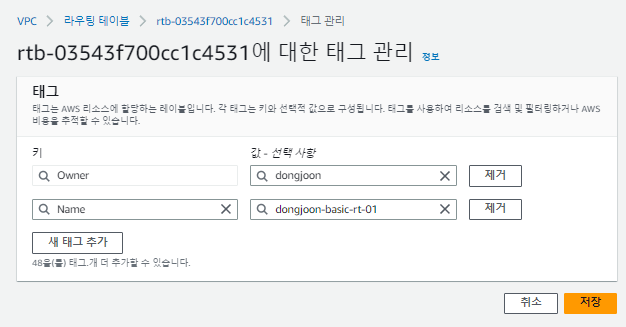 VPC > 라우팅 테이블 > rtb-03543f700cc1c4531 > 태그 관리
rtb-03543f700cc1c4531에 대한 태그 관리 정보
태그
태그는 AWS 리소스에 할당하는 레이블입니다. 각 태그는 키와 선택적 값으로 구성됩니다. 태그를 사용하여 리소스를 검색 및 필터링하거나 AWS
비용을 추적할 수 있습니다.
키 값 - 선택 사항
Owner dongjoon 제거
Name dongjoon-basic-rt-01 제거
새 태그 추가
48을(를) 태그.개 더 추가할 수 있습니다.
취소 저장